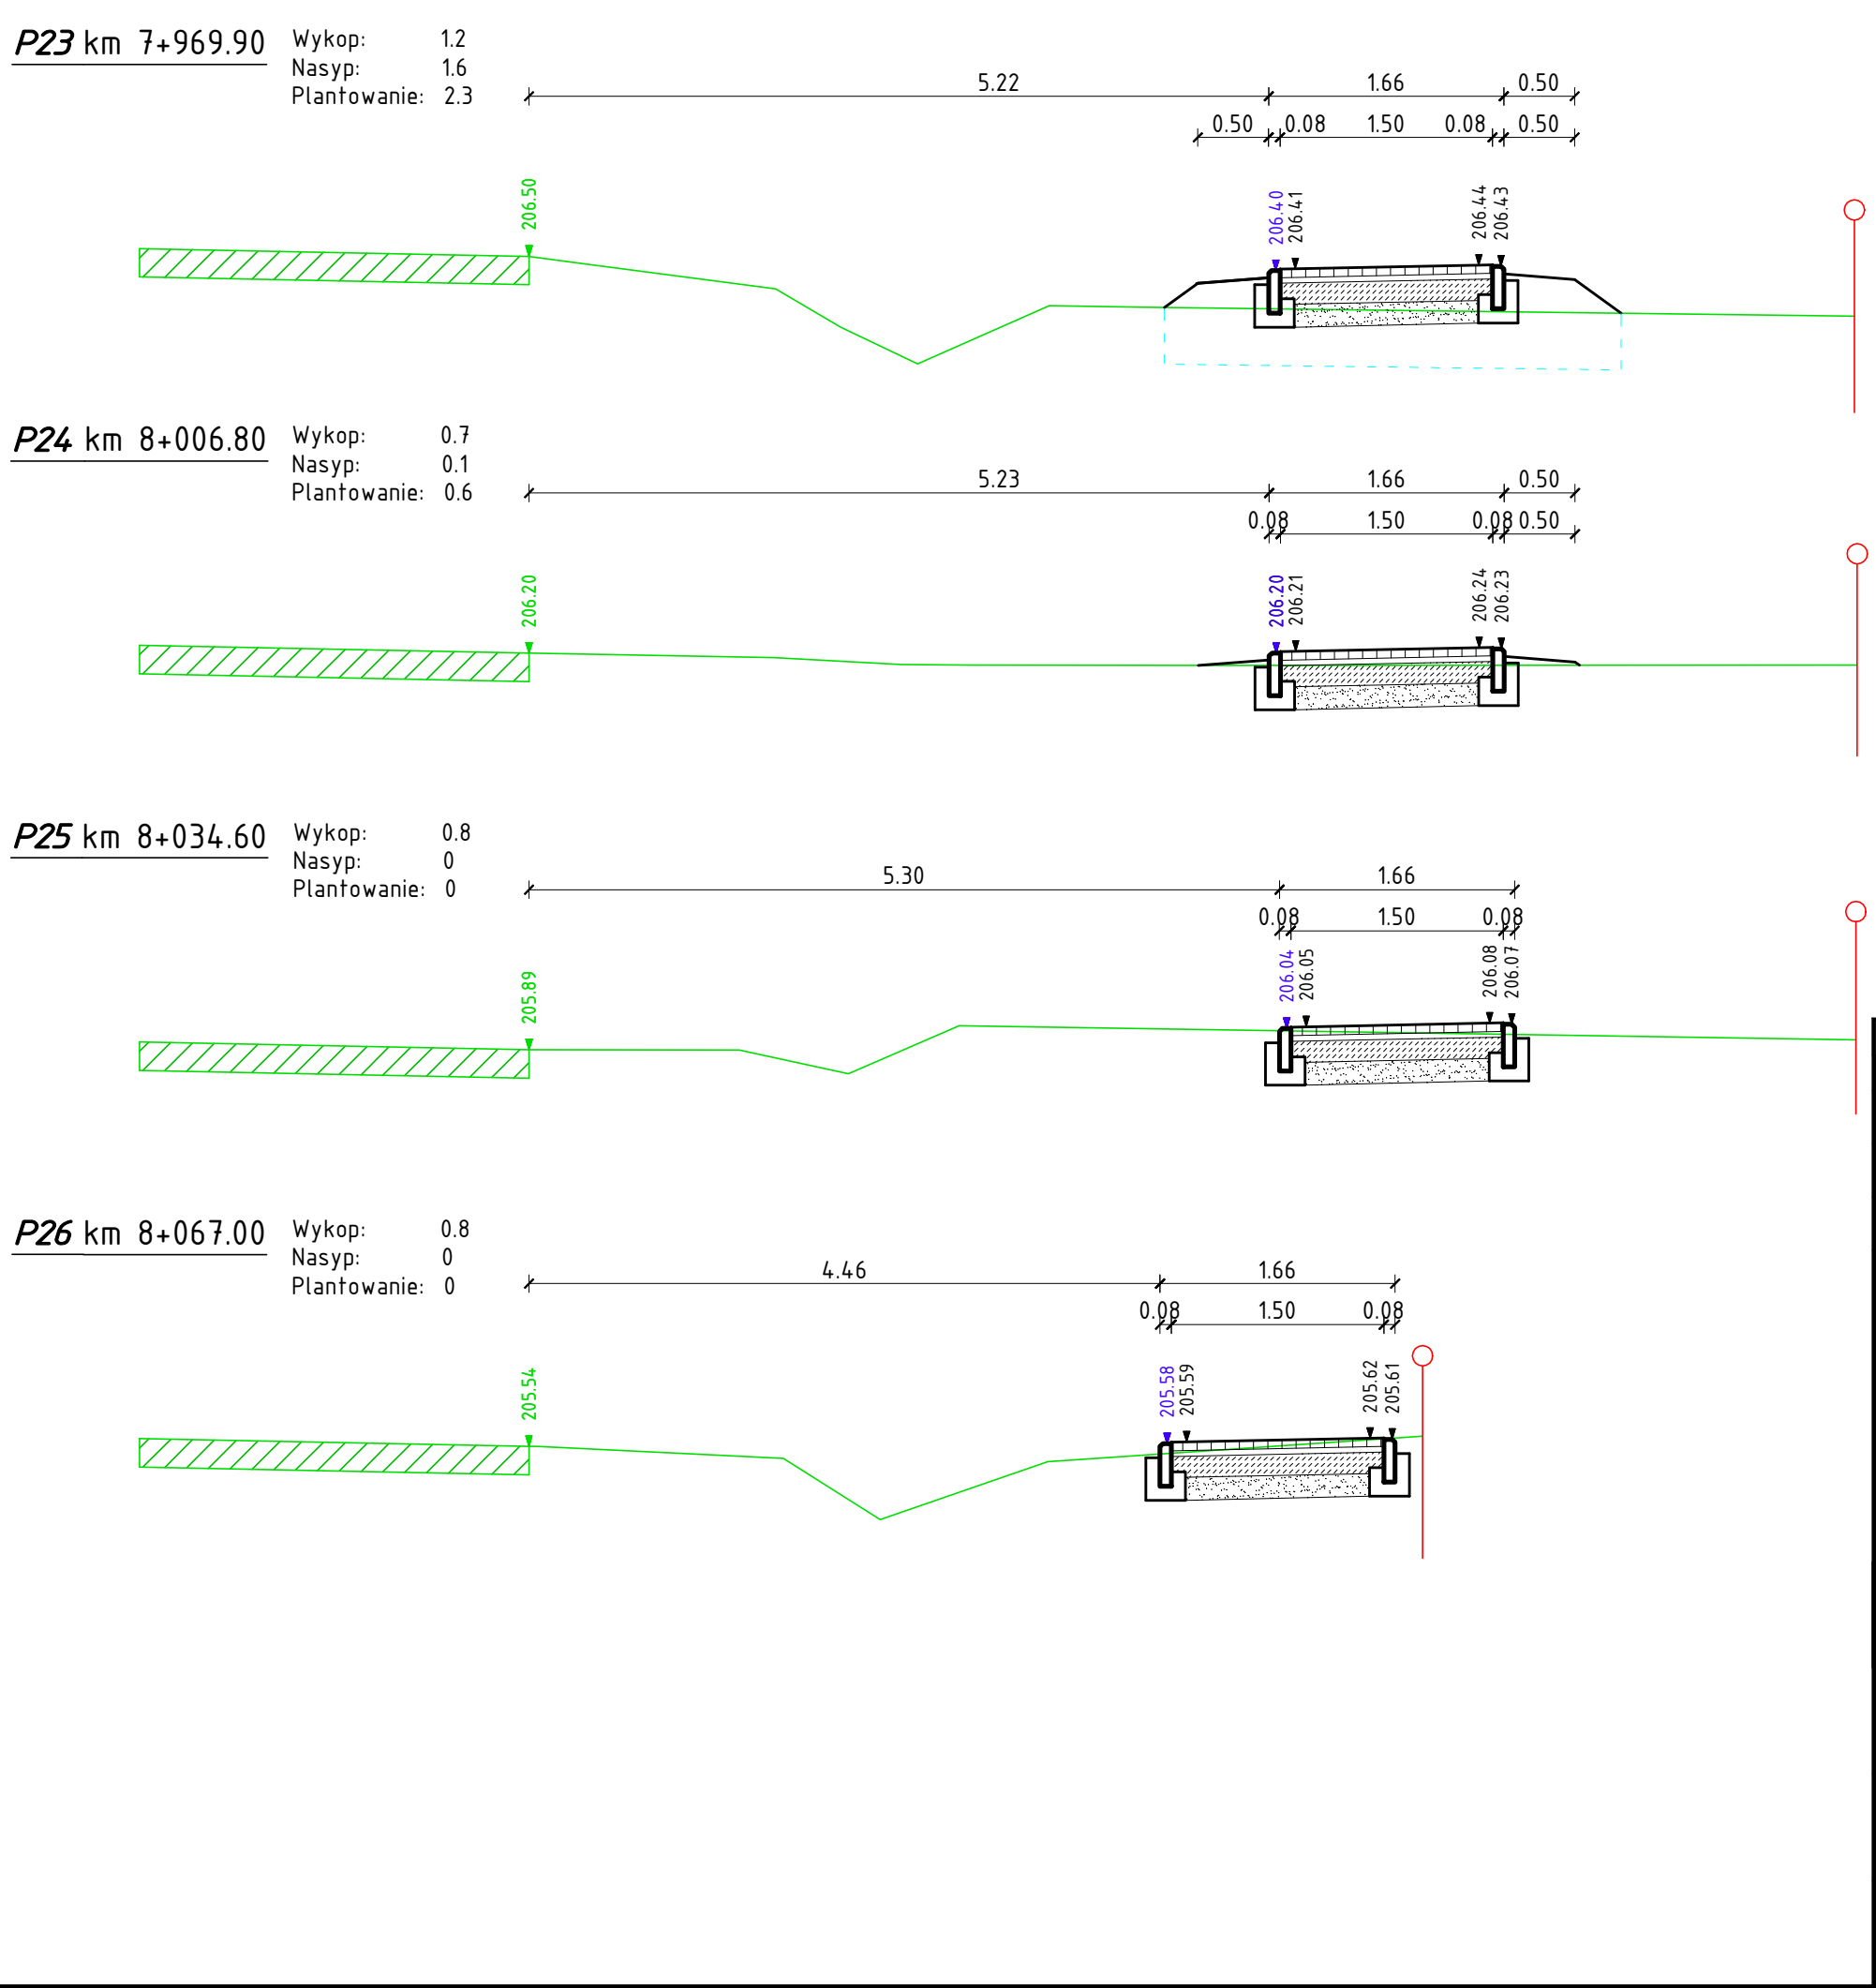 P23 km 7+969.90
Wykop: 1.2
Nasyp: 1.6
Plantowanie: 2.3
5.22 1.66 0.50
0.50 0.08 1.50 0.08 0.50
206.50 206.40 206.41 206.44 206.43
P24 km 8+006.80
Wykop: 0.7
Nasyp: 0.1
Plantowanie: 0.6
5.23 1.66 0.50
0.08 1.50 0.08 0.50
206.20 206.20 206.21 206.24 206.23
P25 km 8+034.60
Wykop: 0.8
Nasyp: 0
Plantowanie: 0
5.30 1.66
0.08 1.50 0.08
205.89 206.04 206.05 206.08 206.07
P26 km 8+067.00
Wykop: 0.8
Nasyp: 0
Plantowanie: 0
4.46 1.66
0.08 1.50 0.08
205.54 205.58 205.59 205.62 205.61